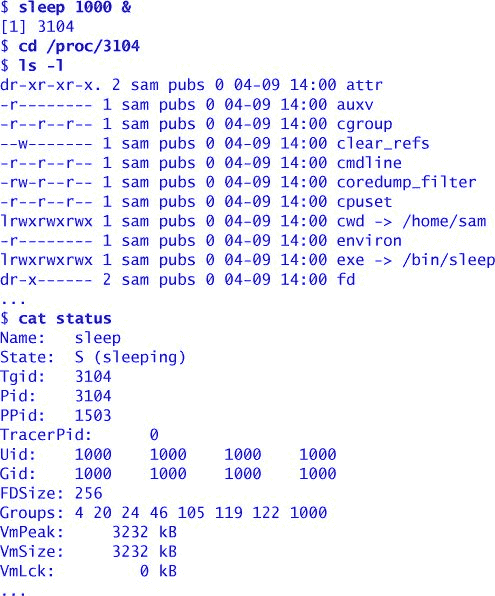 $ sleep 1000 &
[1] 3104
$ cd /proc/3104
$ ls -l
dr-xr-xr-x. 2 sam pubs 0 04-09 14:00 attr
-r-------- 1 sam pubs 0 04-09 14:00 auxv
-r--r--r-- 1 sam pubs 0 04-09 14:00 cgroup
--w------- 1 sam pubs 0 04-09 14:00 clear_refs
-r--r--r-- 1 sam pubs 0 04-09 14:00 cmdline
-rw-r--r-- 1 sam pubs 0 04-09 14:00 coredump_filter
-r--r--r-- 1 sam pubs 0 04-09 14:00 cpuset
lrwxrwxrwx 1 sam pubs 0 04-09 14:00 cwd -> /home/sam
-r-------- 1 sam pubs 0 04-09 14:00 environ
lrwxrwxrwx 1 sam pubs 0 04-09 14:00 exe -> /bin/sleep
dr-x------ 2 sam pubs 0 04-09 14:00 fd
...
$ cat status
Name:   sleep
State:  S (sleeping)
Tgid:   3104
Pid:    3104
PPid:   1503
TracerPid:      0
Uid:    1000    1000    1000    1000
Gid:    1000    1000    1000    1000
FDSize: 256
Groups: 4 20 24 46 105 119 122 1000
VmPeak:     3232 kB
VmSize:     3232 kB
VmLck:         0 kB
...